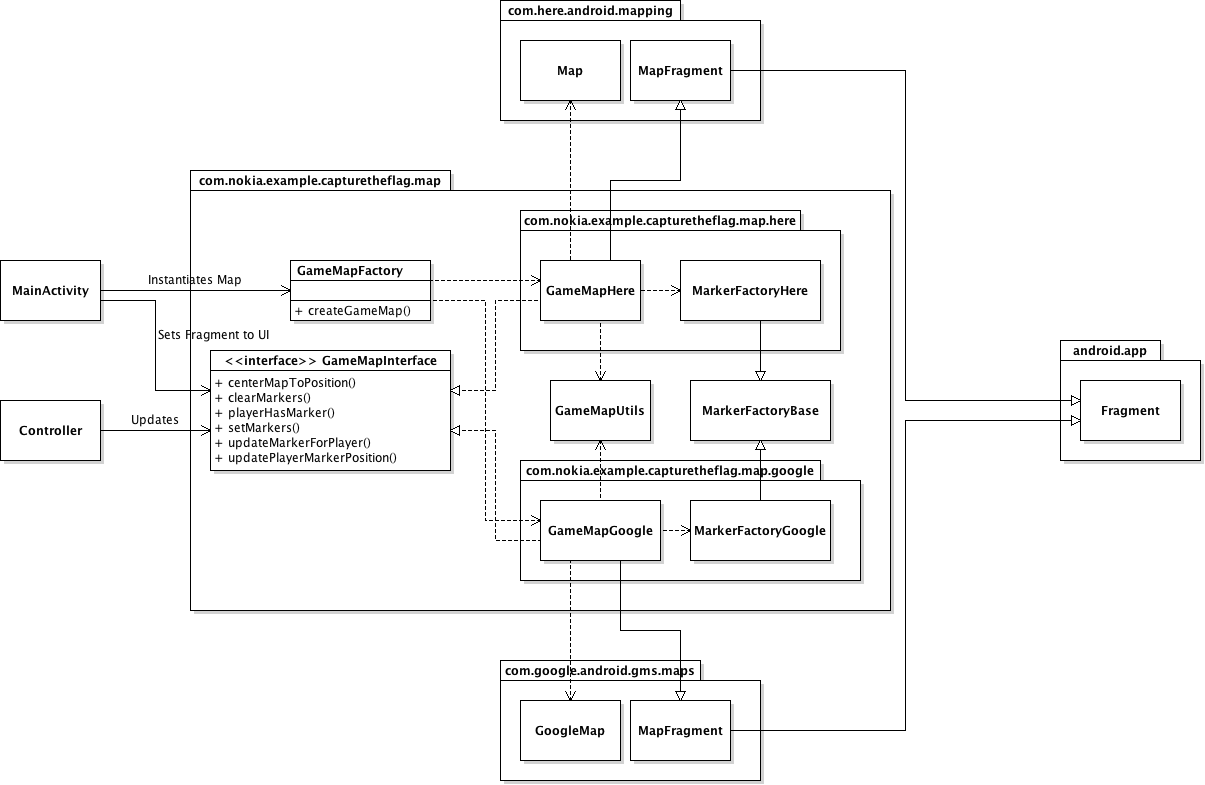 com.here.android.mapping
Map
MapFragment
com.nokia.example.capturetheflag.map
com.nokia.example.capturetheflag.map.here
MainActivity
Instantiates Map
GameMapFactory
+ createGameMap()
GameMapHere
MarkerFactoryHere
Sets Fragment to UI
<<interface>> GameMapInterface
+ centerMapToPosition()
+ clearMarkers()
+ playerHasMarker()
+ setMarkers()
+ updateMarkerForPlayer()
+ updatePlayerMarkerPosition()
Controller
Updates
GameMapUtils
MarkerFactoryBase
android.app
Fragment
com.nokia.example.capturetheflag.map.google
GameMapGoogle
MarkerFactoryGoogle
com.google.android.gms.maps
GoogleMap
MapFragment